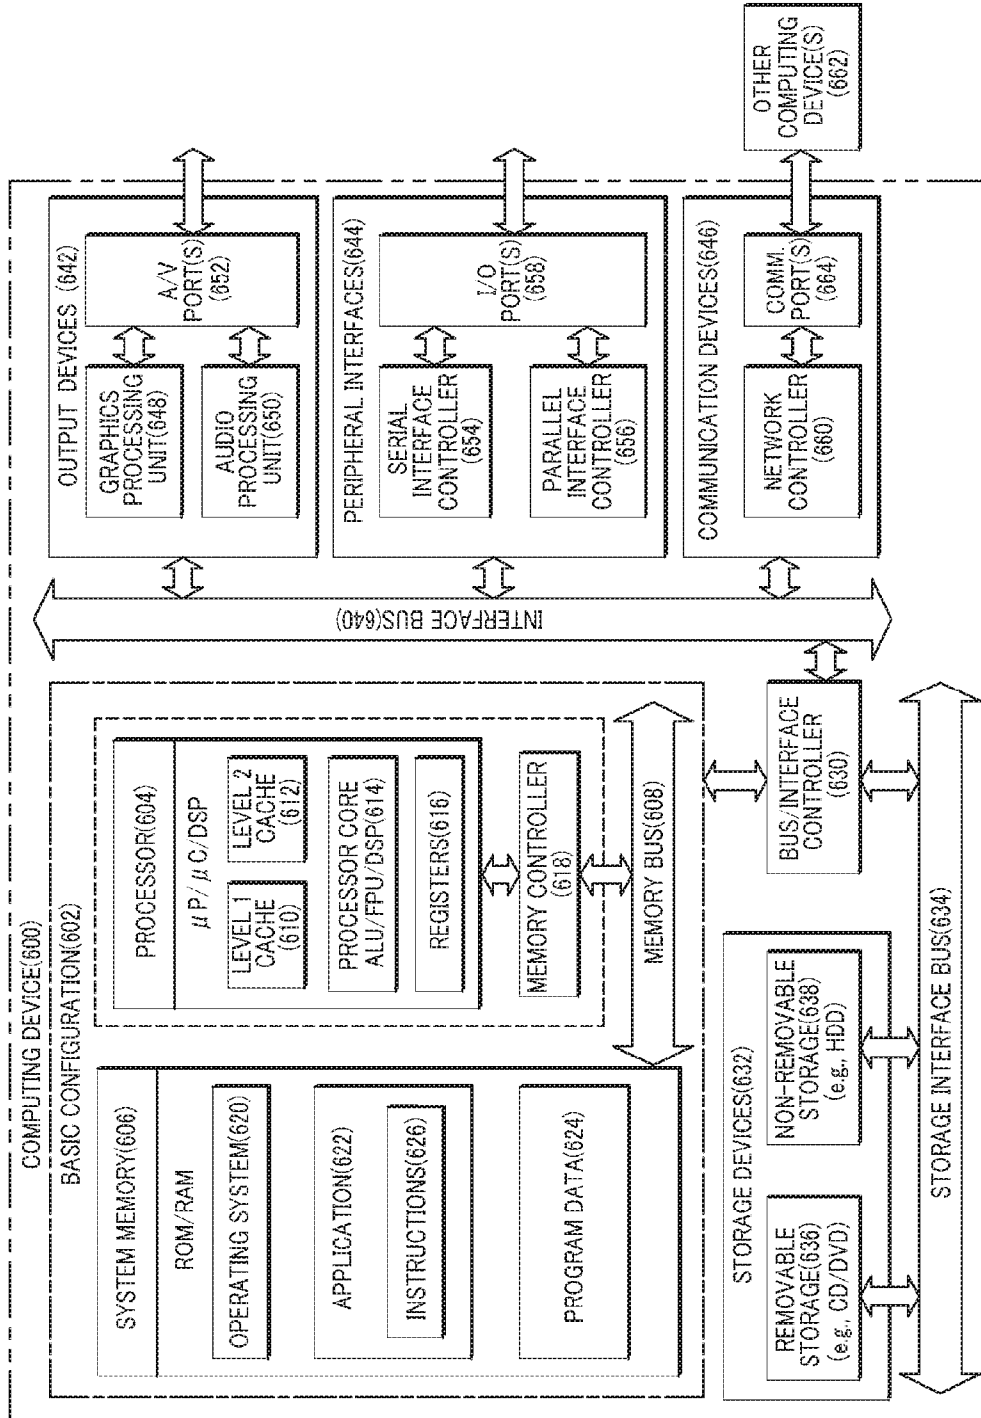 COMPUTING DEVICE(600)
BASIC CONFIGURATION(602)
SYSTEM MEMORY(606)
ROM/RAM
OPERATING SYSTEM(620)
APPLICATION(622)
INSTRUCTIONS(626)
PROGRAM DATA(624)
PROCESSOR(604)
μP/μC/DSP
LEVEL 1
CACHE
(610)
LEVEL 2
CACHE
(612)
PROCESSOR CORE
ALU/FPU/DSP(614)
REGISTERS(616)
MEMORY CONTROLLER
(618)
MEMORY BUS(608)
BUS/INTERFACE
CONTROLLER
(630)
STORAGE DEVICES(632)
REMOVABLE
STORAGE(636)
(e.g., CD/DVD)
NON-REMOVABLE
STORAGE(638)
(e.g., HDD)
STORAGE INTERFACE BUS(634)
INTERFACE BUS(640)
OUTPUT DEVICES (642)
GRAPHICS
PROCESSING
UNIT(648)
AUDIO
PROCESSING
UNIT(650)
A/V
PORT(S)
(652)
PERIPHERAL INTERFACES(644)
SERIAL
INTERFACE
CONTROLLER
(654)
PARALLEL
INTERFACE
CONTROLLER
(656)
I/O
PORT(S)
(658)
COMMUNICATION DEVICES(646)
NETWORK
CONTROLLER
(660)
COMM.
PORT(S)
(664)
OTHER
COMPUTING
DEVICE(S)
(662)